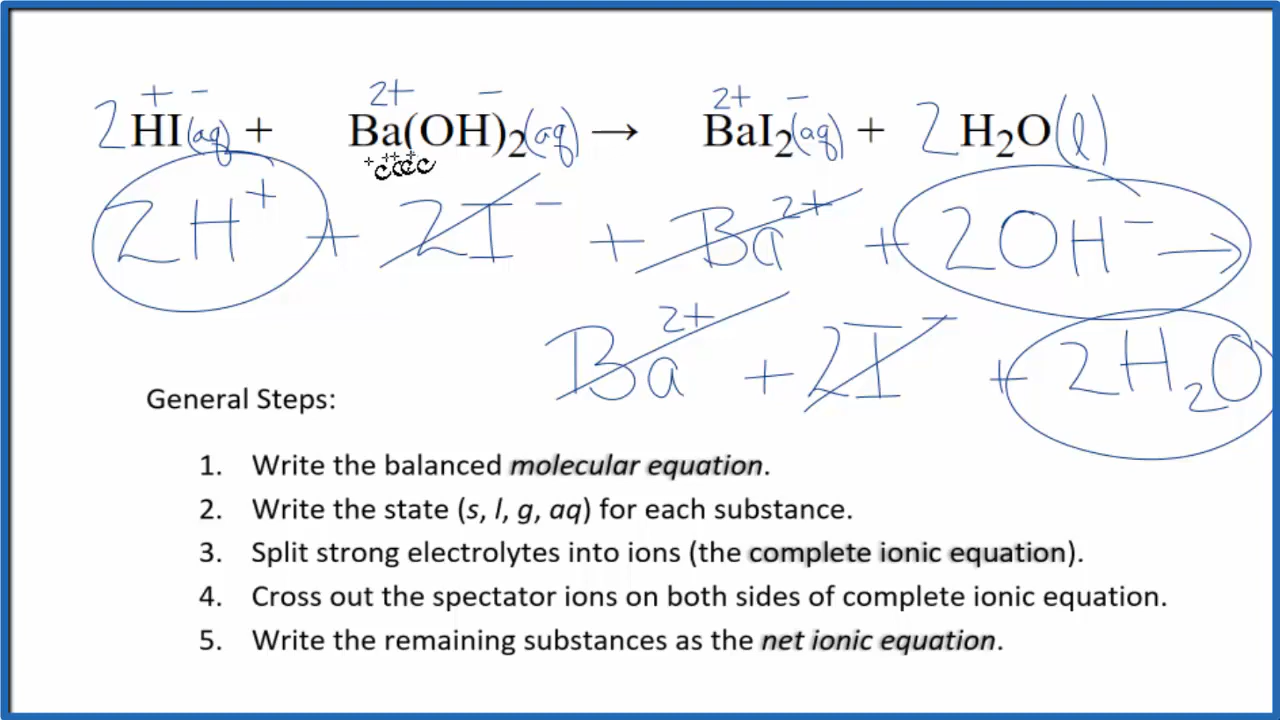 2HI(aq) + Ba(OH)₂(aq) → BaI₂(aq) + 2H₂O(l)
+ - 2+ - 2+ -
2H⁺ + 2I⁻ + Ba²⁺ + 2OH⁻ →
Ba²⁺ + 2I⁻ + 2H₂O
General Steps:
1. Write the balanced molecular equation.
2. Write the state (s, l, g, aq) for each substance.
3. Split strong electrolytes into ions (the complete ionic equation).
4. Cross out the spectator ions on both sides of complete ionic equation.
5. Write the remaining substances as the net ionic equation.